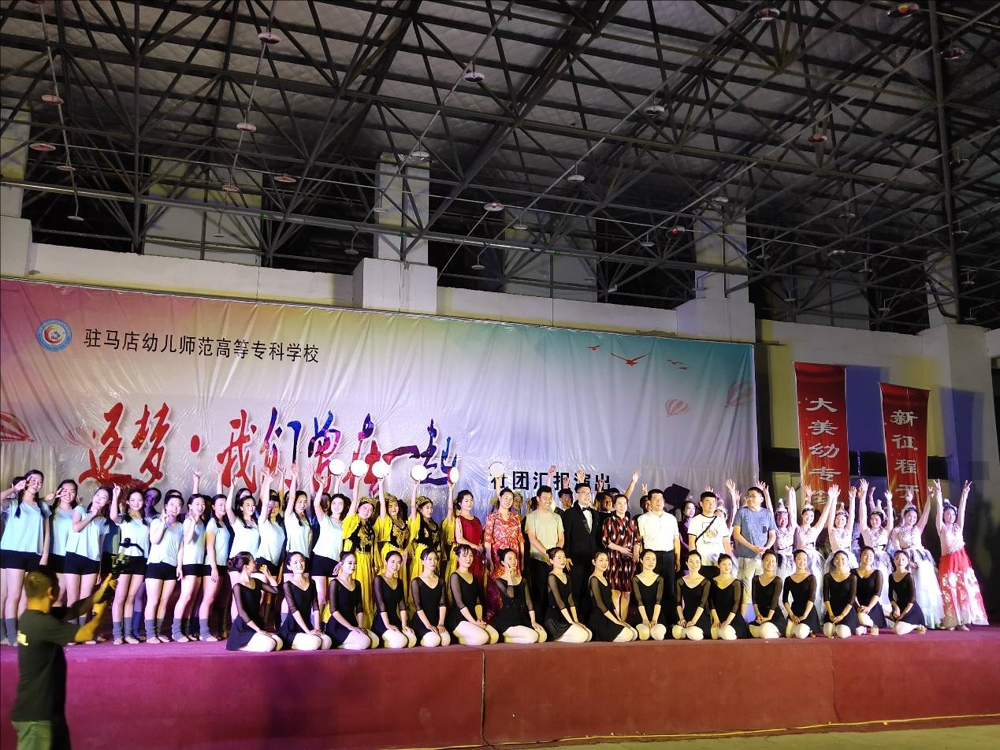 驻马店幼儿师范高等专科学校
逐梦·我们曾在一起
社团汇报演出
大美幼专
新征程